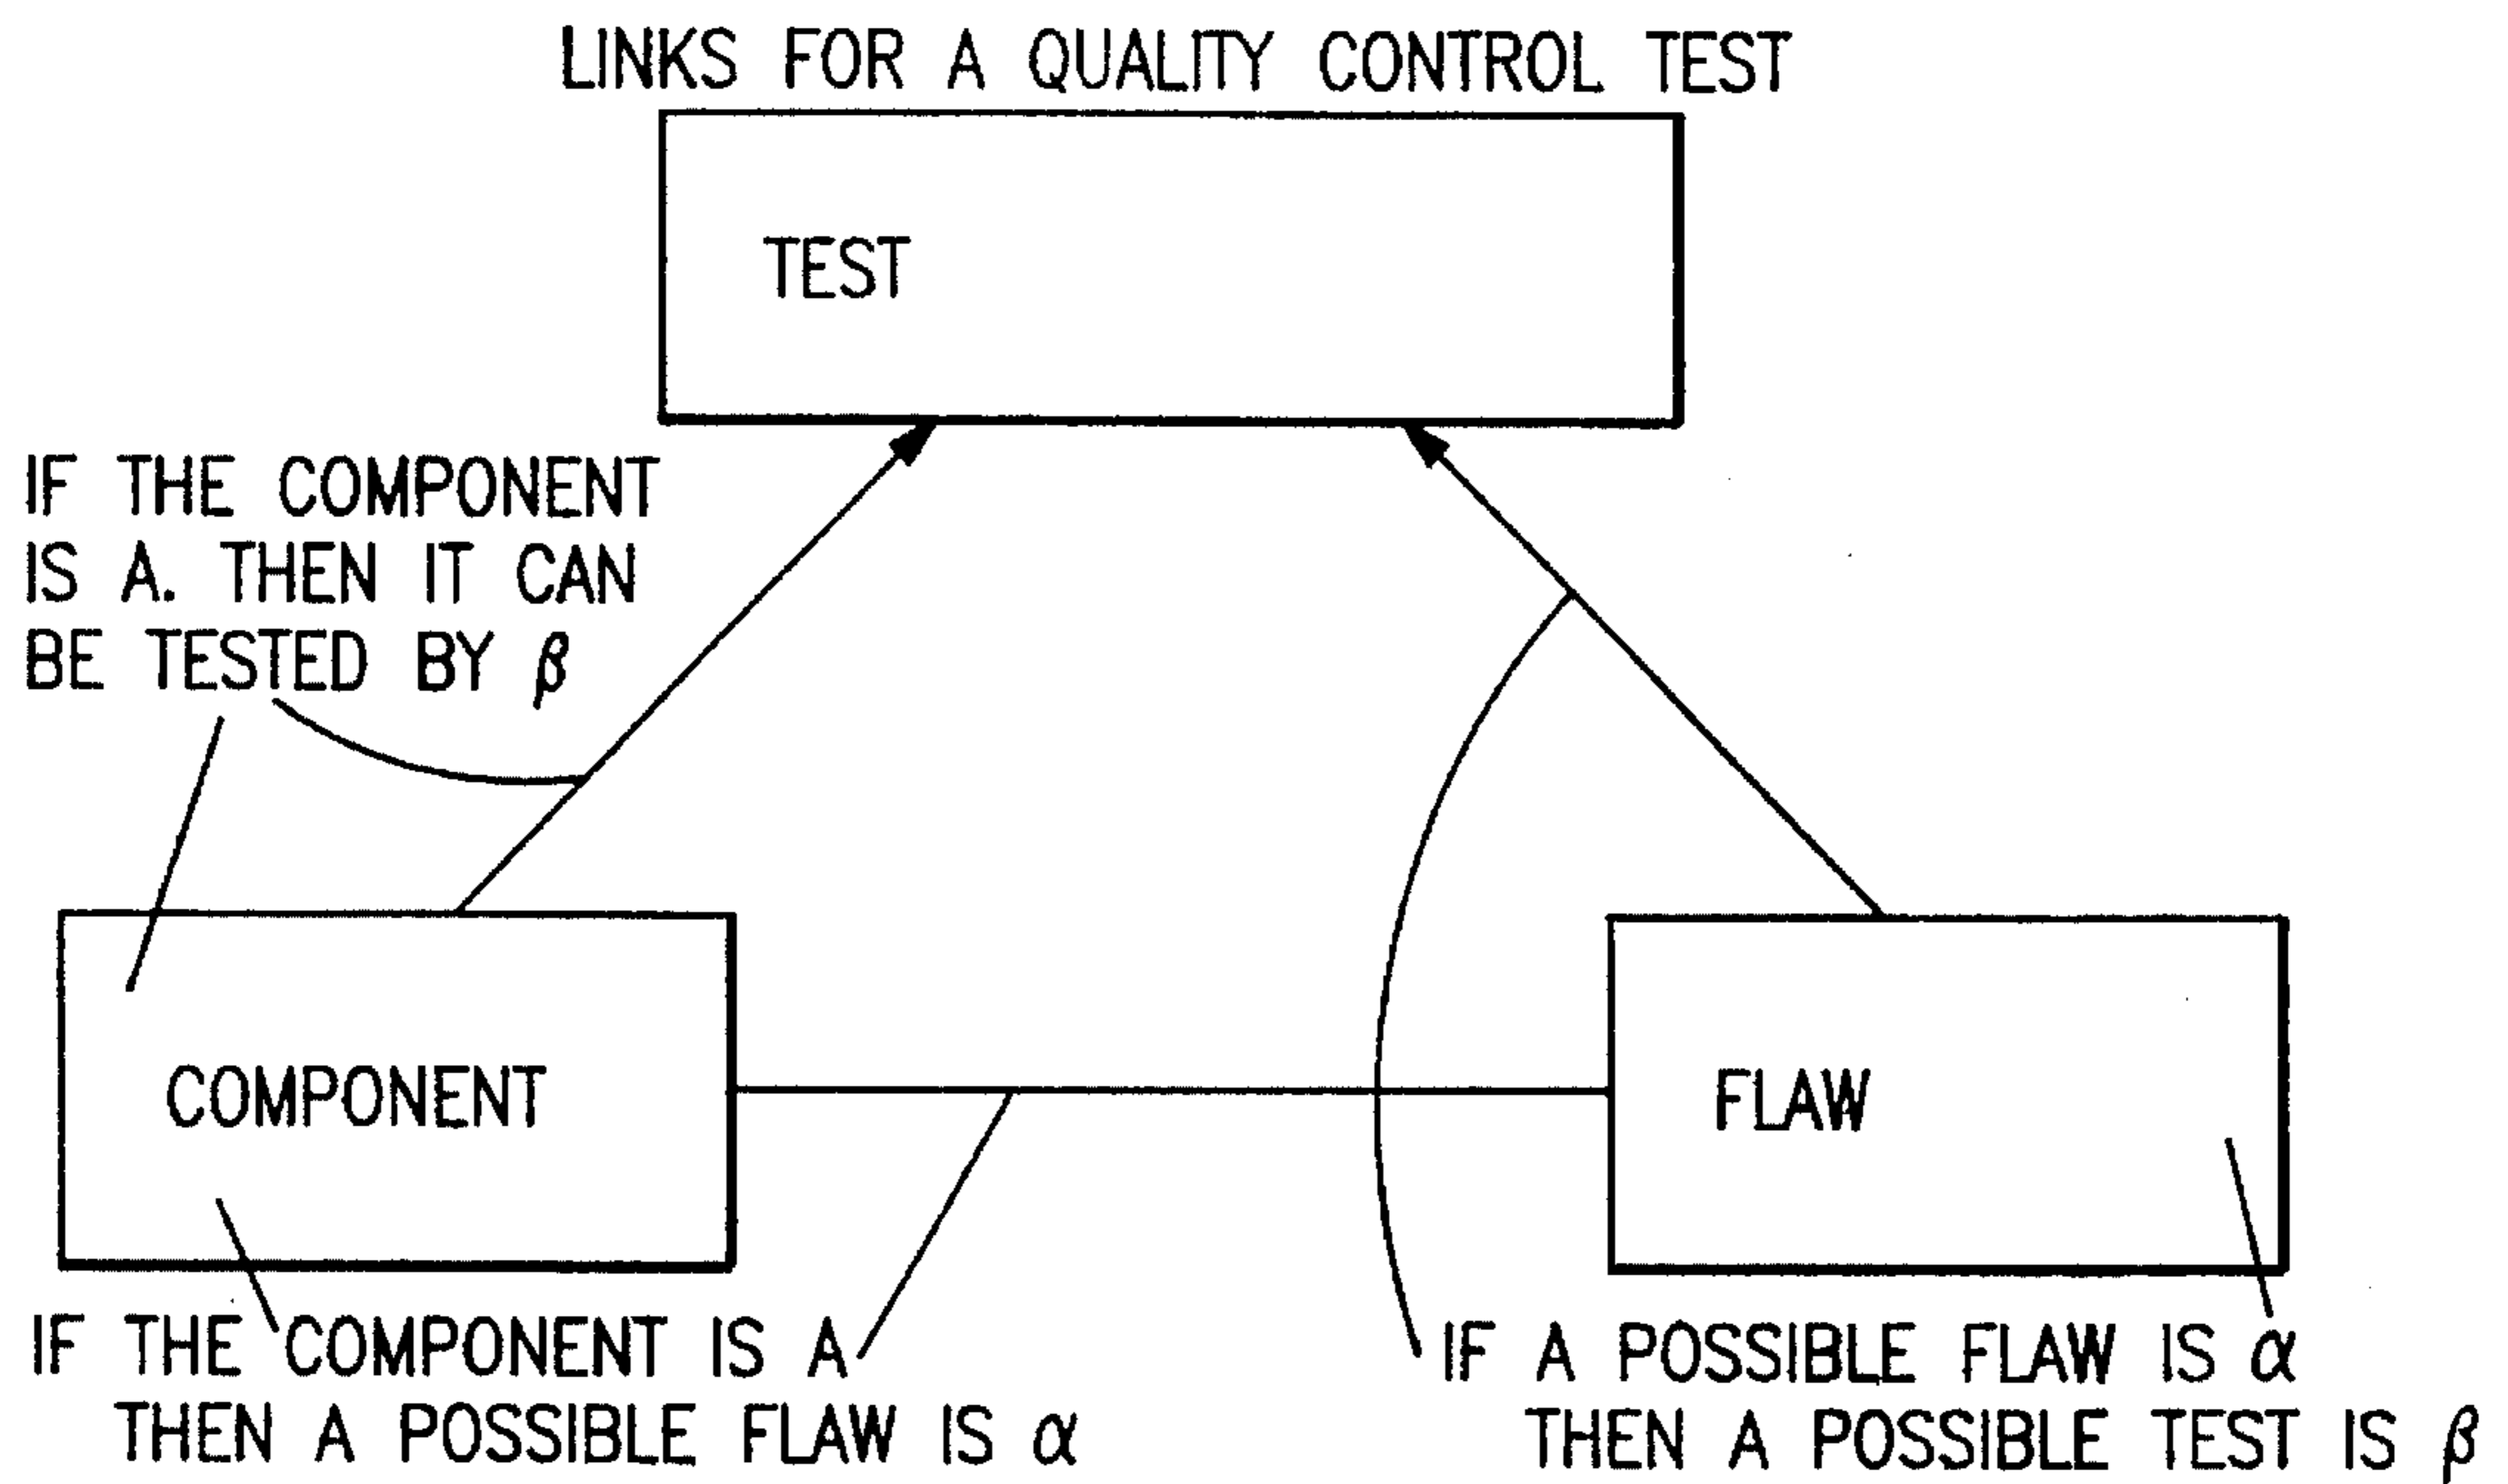 LINKS FOR A QUALITY CONTROL TEST
TEST
IF THE COMPONENT
IS A. THEN IT CAN
BE TESTED BY β
COMPONENT
FLAW
IF THE COMPONENT IS A
THEN A POSSIBLE FLAW IS α
IF A POSSIBLE FLAW IS α
THEN A POSSIBLE TEST IS β